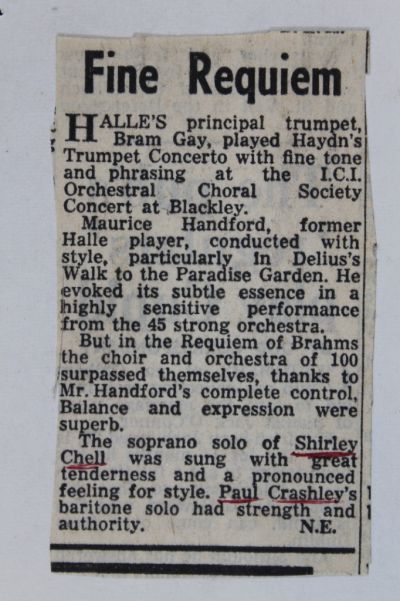 Fine Requiem
HALLE'S principal trumpet,
Bram Gay, played Haydn's
Trumpet Concerto with fine tone
and phrasing at the I.C.I.
Orchestral Choral Society
Concert at Blackley.
Maurice Handford, former
Halle player, conducted with
style, particularly in Delius's
Walk to the Paradise Garden. He
evoked its subtle essence in a
highly sensitive performance
from the 45 strong orchestra.
But in the Requiem of Brahms
the choir and orchestra of 100
surpassed themselves, thanks to
Mr. Handford's complete control,
Balance and expression were
superb.
The soprano solo of Shirley
Chell was sung with great
tenderness and a pronounced
feeling for style. Paul Crashley's
baritone solo had strength and
authority. N.E.